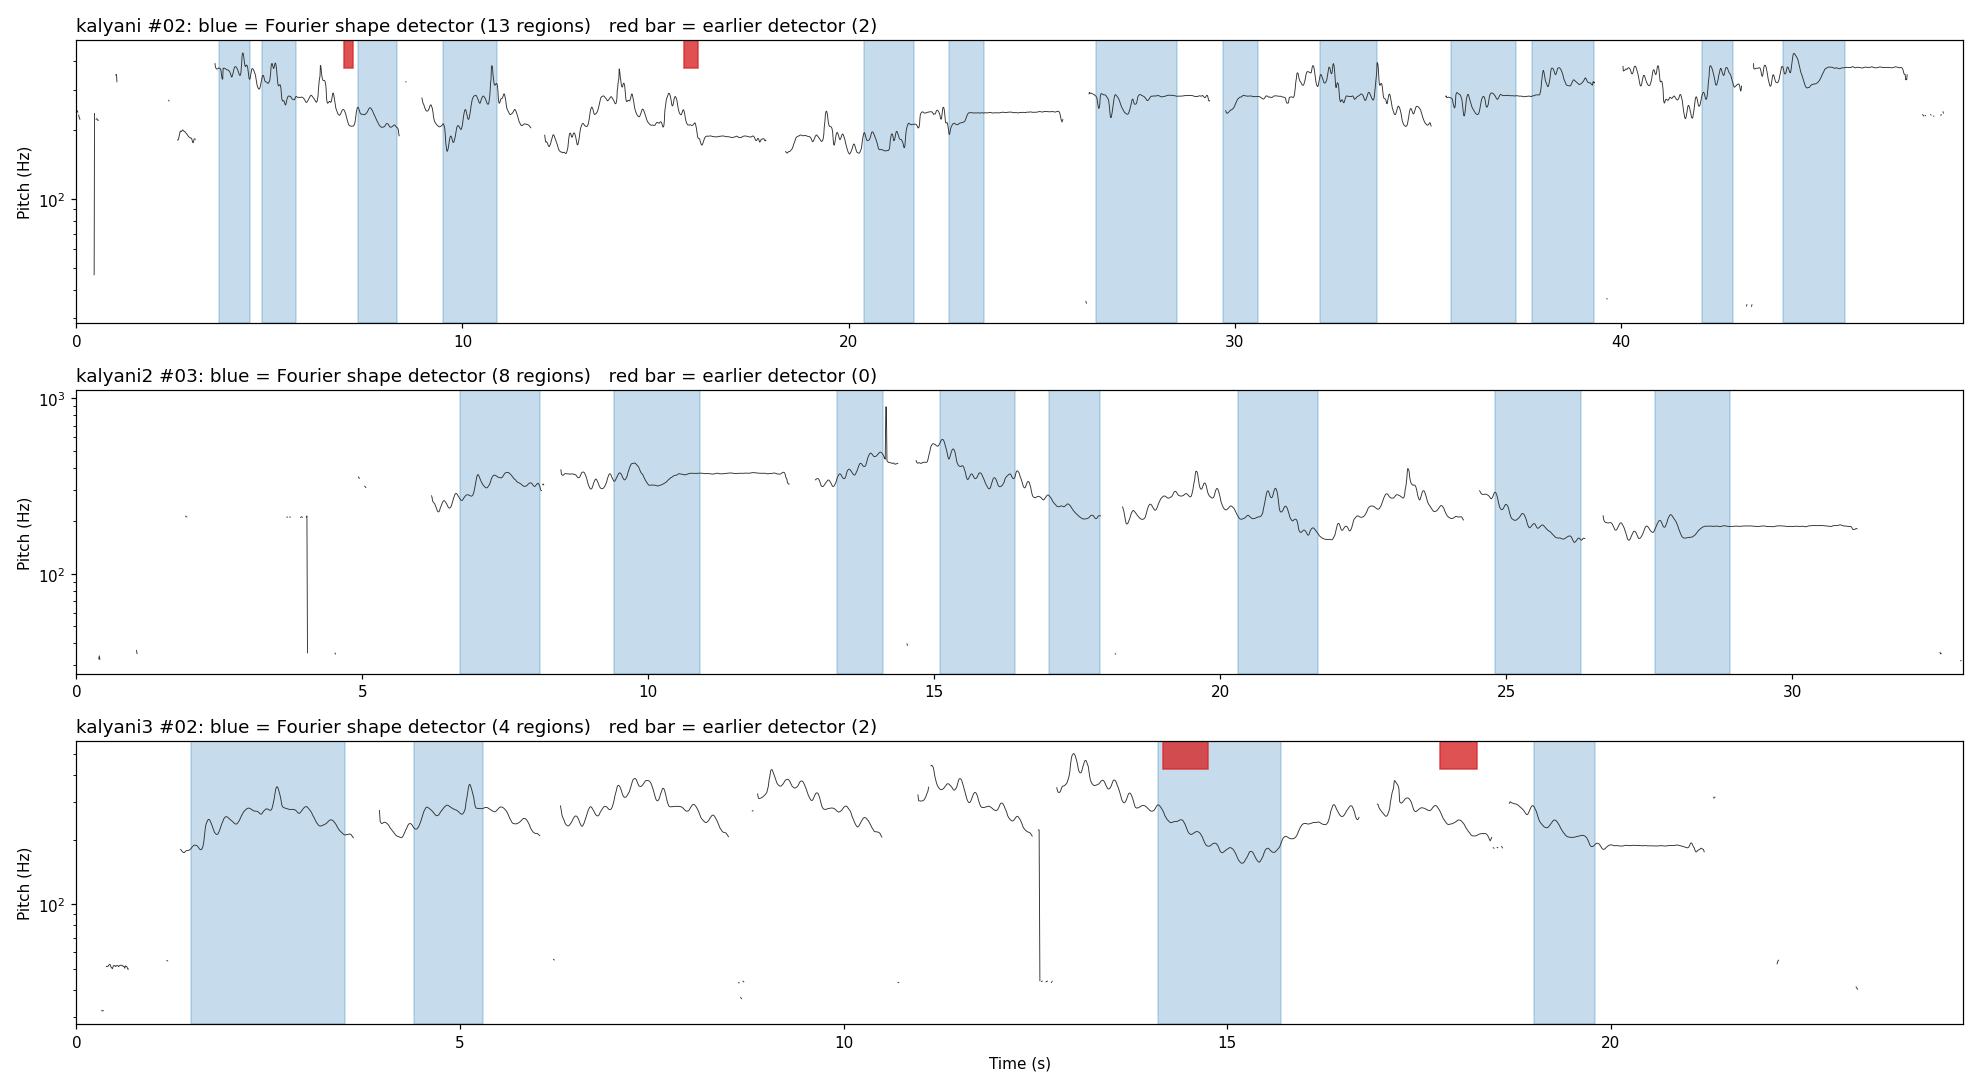 kalyani #02: blue = Fourier shape detector (13 regions)   red bar = earlier detector (2)
Pitch (Hz)
10²
0 10 20 30 40
kalyani2 #03: blue = Fourier shape detector (8 regions)   red bar = earlier detector (0)
Pitch (Hz)
10³
10²
0 5 10 15 20 25 30
kalyani3 #02: blue = Fourier shape detector (4 regions)   red bar = earlier detector (2)
Pitch (Hz)
10²
0 5 10 15 20
Time (s)